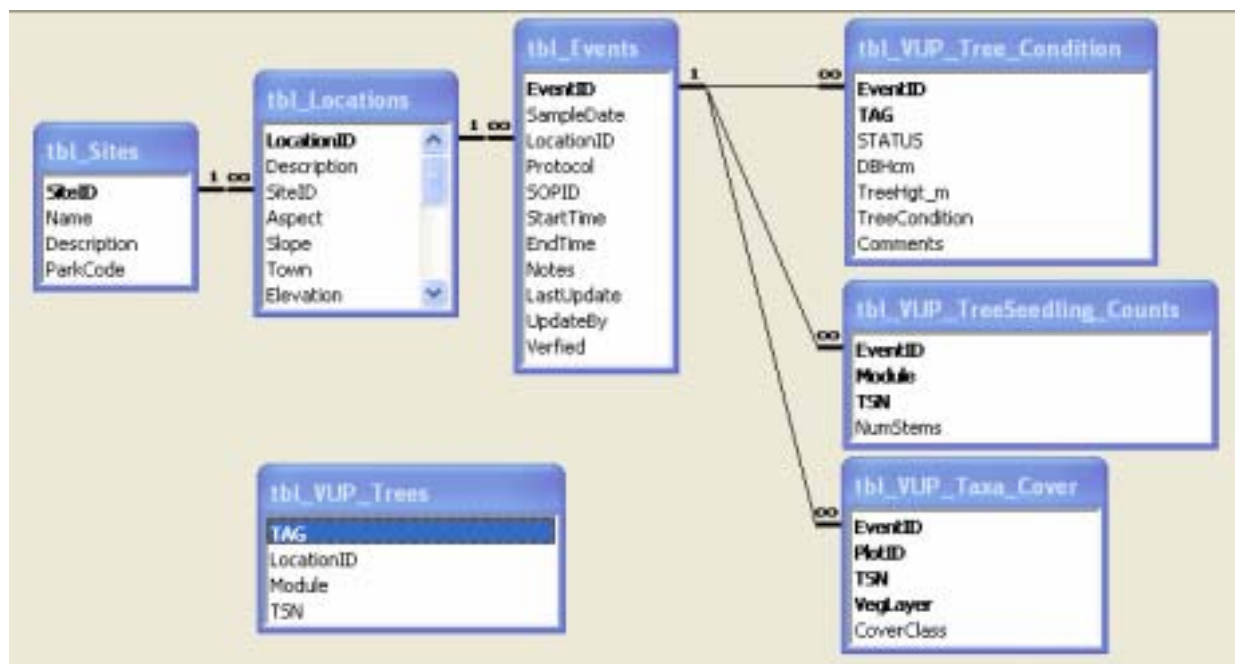 tbl_Sites
SiteID
Name
Description
ParkCode
1 ∞
tbl_Locations
LocationID
Description
SiteID
Aspect
Slope
Town
Elevation
1 ∞
tbl_Events
EventID
SampleDate
LocationID
Protocol
SOPID
StartTime
EndTime
Notes
LastUpdate
UpdateBy
Verfied
1 ∞
tbl_VUP_Tree_Condition
EventID
TAG
STATUS
DBHcm
TreeHgt_m
TreeCondition
Comments
∞
tbl_VUP_TreeSeedling_Counts
EventID
Module
TSN
NumStems
∞
tbl_VUP_Taxa_Cover
EventID
PlotID
TSN
VegLayer
CoverClass
tbl_VUP_Trees
TAG
LocationID
Module
TSN